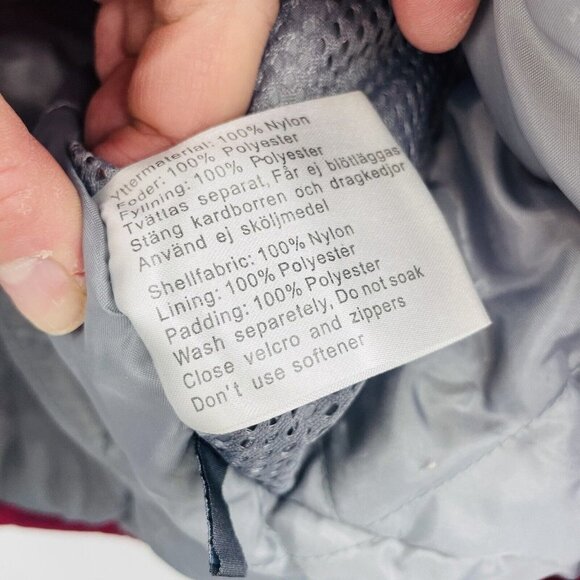 Yttermaterial: 100% Nylon
Foder: 100% Polyester
Fyllning: 100% Polyester
Tvättas separat, Får ej blötläggas
Stäng kardborren och dragkedjor
Använd ej sköljmedel
Shellfabric: 100% Nylon
Lining: 100% Polyester
Padding: 100% Polyester
Wash separetely, Do not soak
Close velcro and zippers
Don't use softener